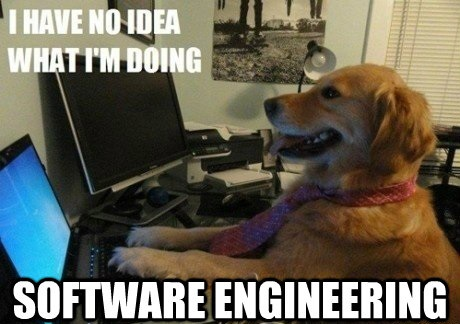 I HAVE NO IDEA
WHAT I'M DOING
SOFTWARE ENGINEERING